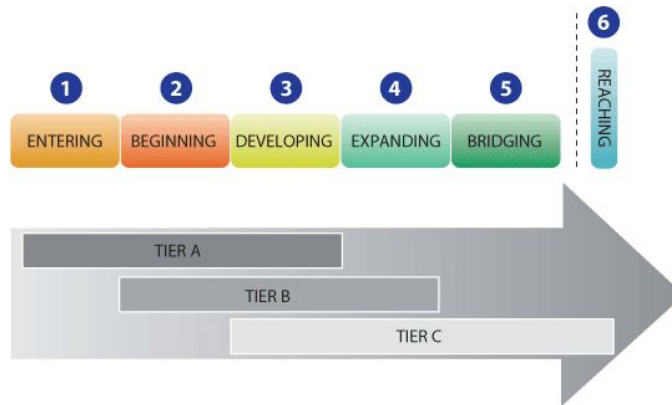 1 2 3 4 5 6
ENTERING BEGINNING DEVELOPING EXPANDING BRIDGING REACHING
TIER A
TIER B
TIER C